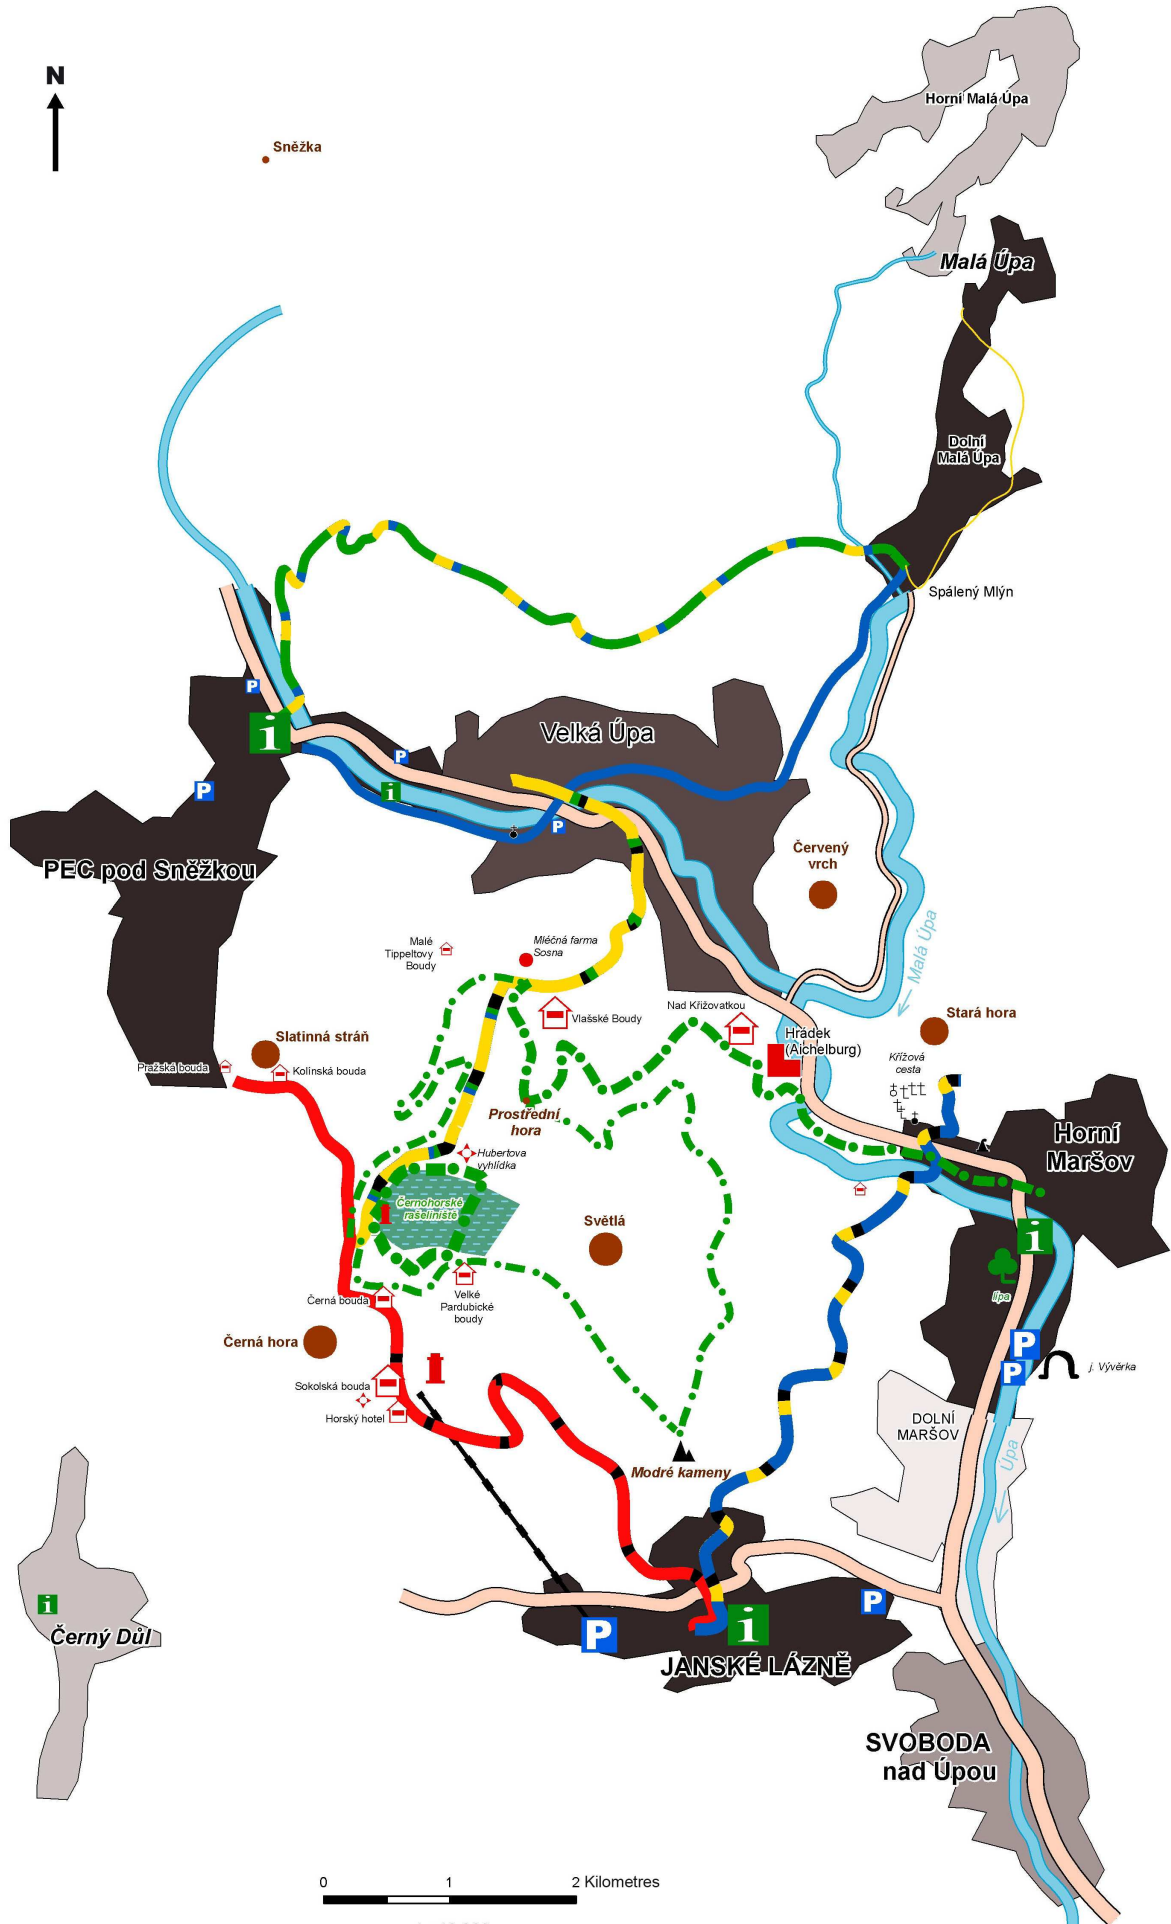 N
Sněžka
Horní Malá Úpa
Malá Úpa
Dolní
Malá Úpa
Spálený Mlýn
P
i
Velká Úpa
P
P
i
P
PEC pod Sněžkou
Červený
vrch
Malé
Tippeltovy
Boudy
Mléčná farma
Sosna
Malá Úpa
Vlašské Boudy
Nad Křižovatkou
Hrádek
(Aichelburg)
Stará hora
Křížová
cesta
Slatinná stráň
Pražská bouda
Kolínská bouda
Prostřední
hora
Hubertova
vyhlídka
Horní
Maršov
Černohorské
rašeliniště
Světlá
i
lípa
Velké
Pardubické
boudy
Černá bouda
Černá hora
P
P
j. Vývěrka
Sokolská bouda
Horský hotel
DOLNÍ
MARŠOV
Úpa
Modré kameny
i
Černý Důl
P
P
i
JANSKÉ LÁZNĚ
SVOBODA
nad Úpou
0 1 2 Kilometres